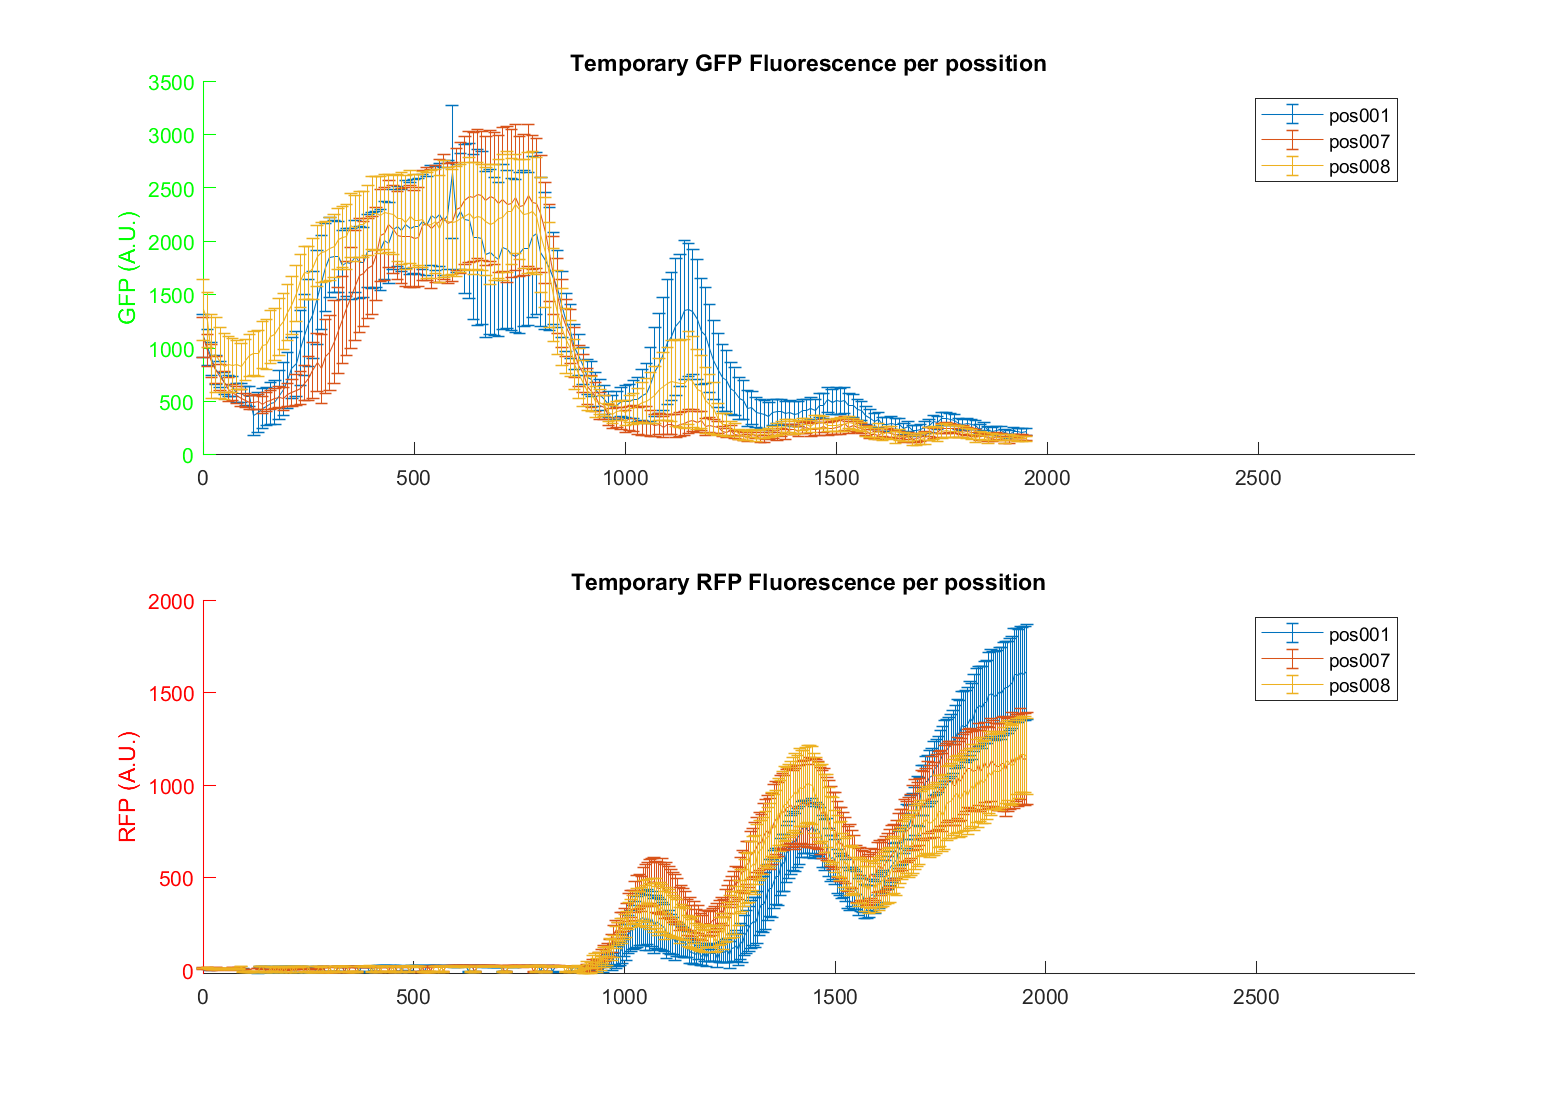 Temporary GFP Fluorescence per possition
GFP (A.U.)
3500
3000
2500
2000
1500
1000
500
0
0 500 1000 1500 2000 2500
pos001
pos007
pos008
Temporary RFP Fluorescence per possition
RFP (A.U.)
2000
1500
1000
500
0
0 500 1000 1500 2000 2500
pos001
pos007
pos008